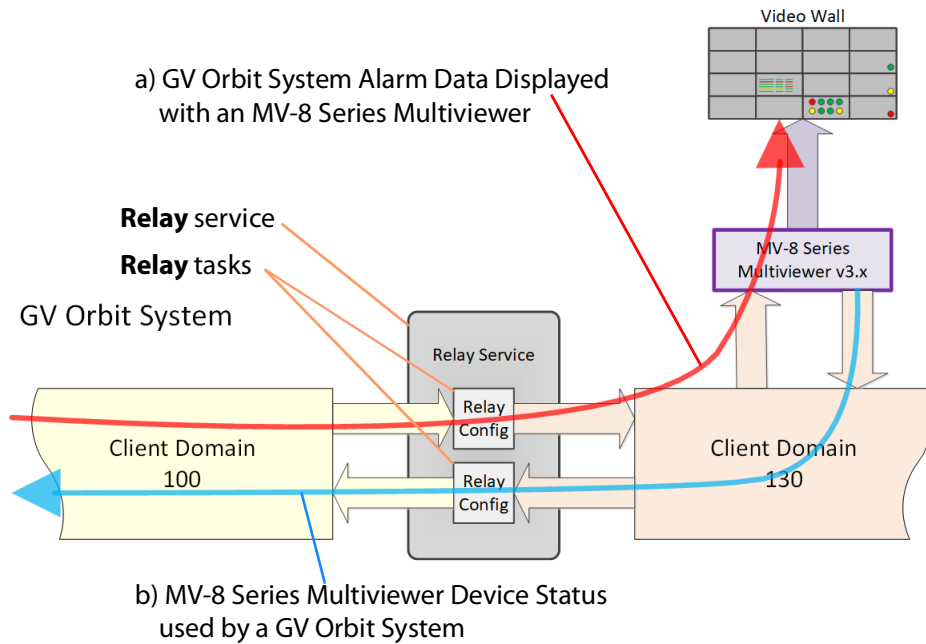 Video Wall
a) GV Orbit System Alarm Data Displayed
with an MV-8 Series Multiviewer
Relay service
Relay tasks
MV-8 Series
Multiviewer v3.x
GV Orbit System
Relay Service
Relay
Config
Client Domain
100
Relay
Config
Client Domain
130
b) MV-8 Series Multiviewer Device Status
used by a GV Orbit System